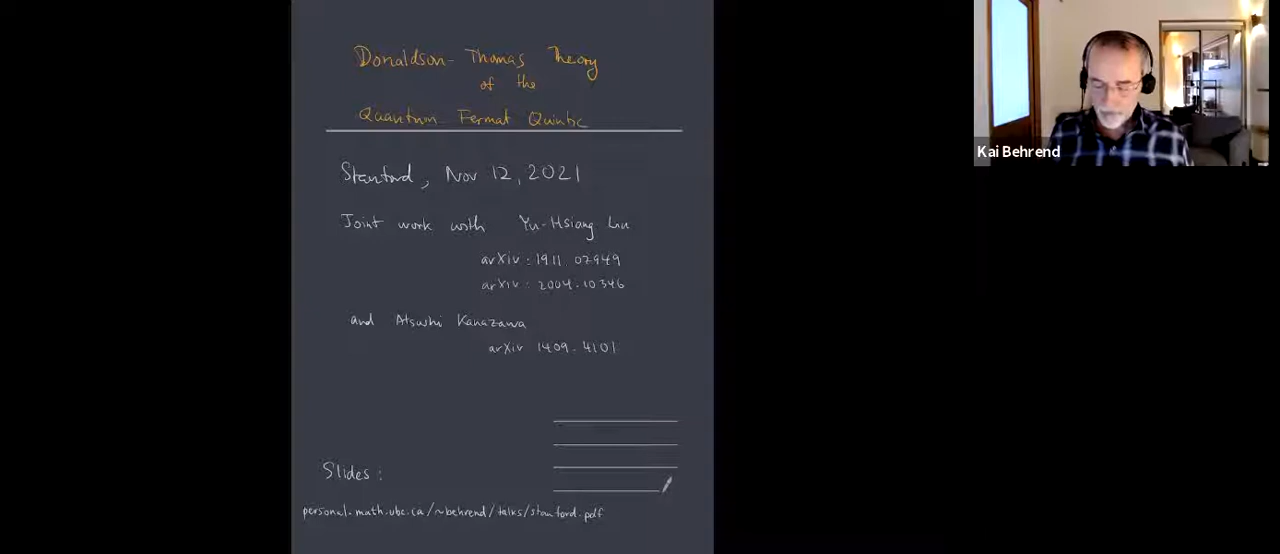 Donaldson-Thomas Theory
of the
Quantum Fermat Quintic
Stanford, Nov 12, 2021
Joint work with Yu-Hsiang Liu
arXiv: 1911.07949
arXiv: 2004.10346
and Atsushi Kanazawa
arXiv 1409.4101
Slides:
personal.math.ubc.ca/~behrend/talks/stanford.pdf
Kai Behrend